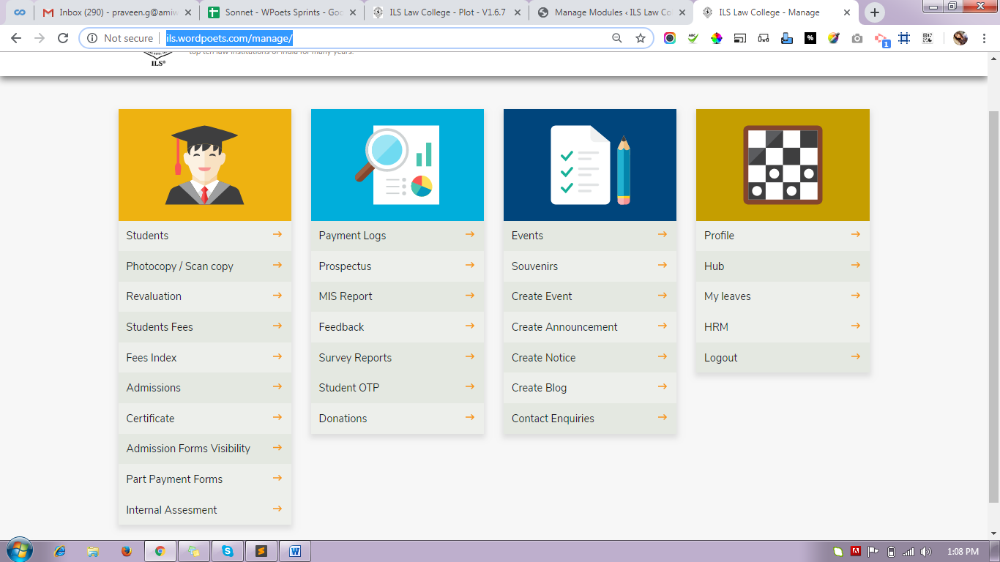 Inbox (290) - praveen.g@amiw
Sonnet - WPoets Sprints - Goo
ILS Law College - Plot - V1.6.7
Manage Modules ‹ ILS Law Co
ILS Law College - Manage
Not secure
ils.wordpoets.com/manage/
%
1
top ten law institutions of India for many years.
ILS®
Students
Photocopy / Scan copy
Revaluation
Students Fees
Fees Index
Admissions
Certificate
Admission Forms Visibility
Part Payment Forms
Internal Assesment
Payment Logs
Prospectus
MIS Report
Feedback
Survey Reports
Student OTP
Donations
Events
Souvenirs
Create Event
Create Announcement
Create Notice
Create Blog
Contact Enquiries
Profile
Hub
My leaves
HRM
Logout
1:08 PM